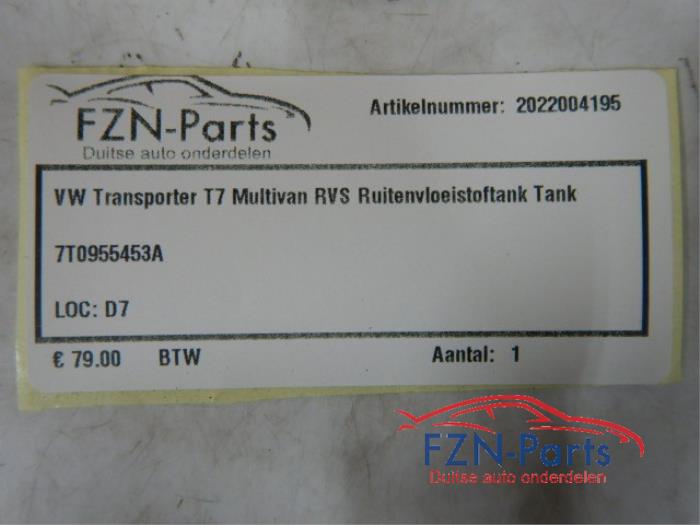 FZN-Parts
Duitse auto onderdelen
Artikelnummer: 2022004195
VW Transporter T7 Multivan RVS Ruitenvloeistoftank Tank
7T0955453A
LOC: D7
€ 79.00 BTW Aantal: 1
FZN-Parts
Duitse auto onderdelen